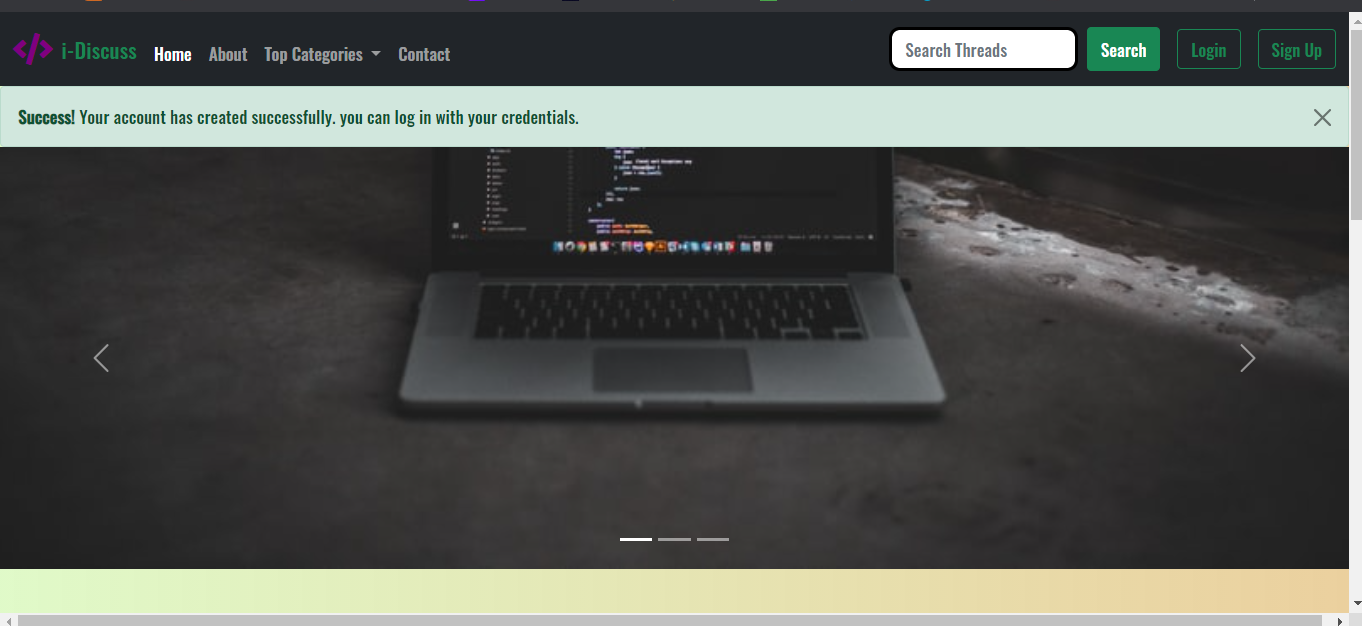 </> i-Discuss Home About Top Categories Contact Search Threads Search Login Sign Up
Success! Your account has created successfully. you can log in with your credentials.